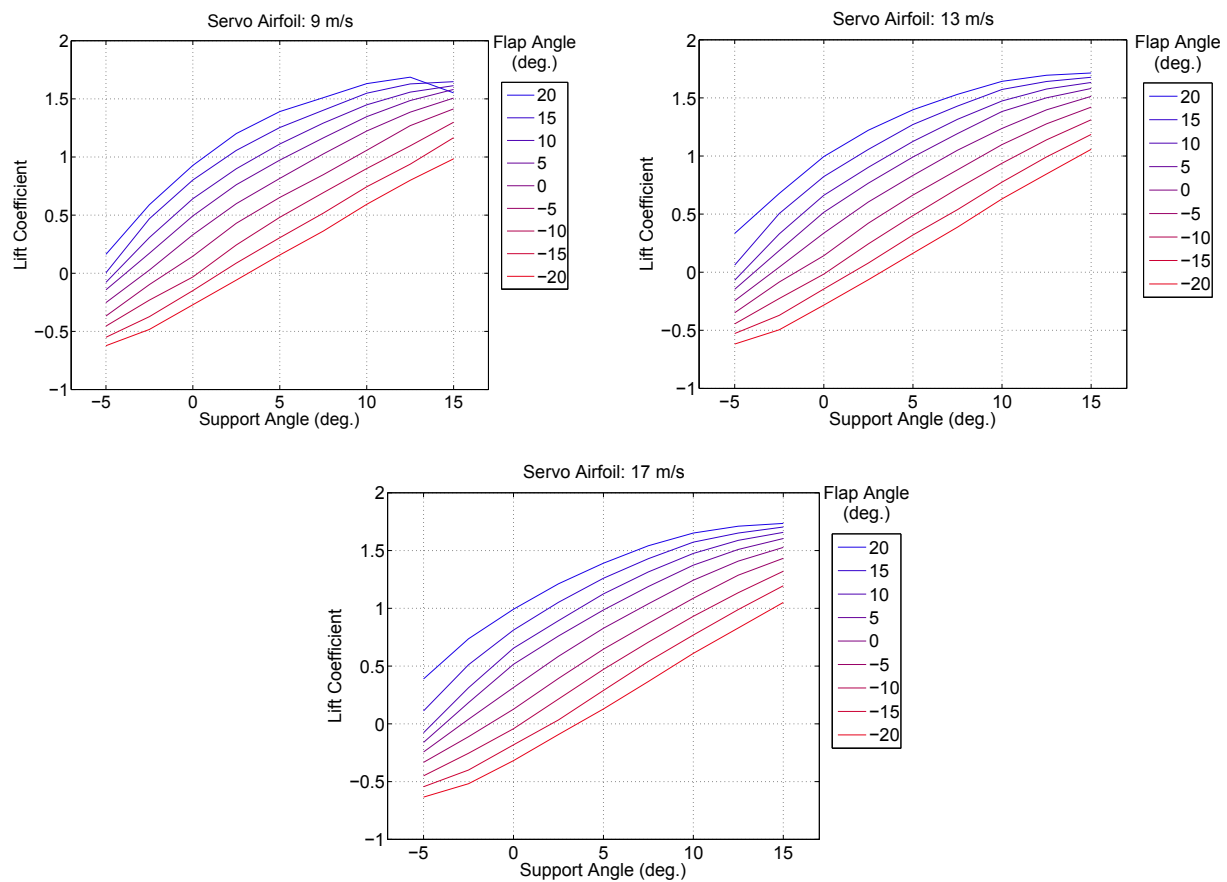 Servo Airfoil: 9 m/s
Flap Angle
(deg.)
2
1.5
1
0.5
0
−0.5
−1
Lift Coefficient
−5 0 5 10 15
Support Angle (deg.)
20
15
10
5
0
−5
−10
−15
−20
Servo Airfoil: 13 m/s
Flap Angle
(deg.)
2
1.5
1
0.5
0
−0.5
−1
Lift Coefficient
−5 0 5 10 15
Support Angle (deg.)
20
15
10
5
0
−5
−10
−15
−20
Servo Airfoil: 17 m/s
Flap Angle
(deg.)
2
1.5
1
0.5
0
−0.5
−1
Lift Coefficient
−5 0 5 10 15
Support Angle (deg.)
20
15
10
5
0
−5
−10
−15
−20